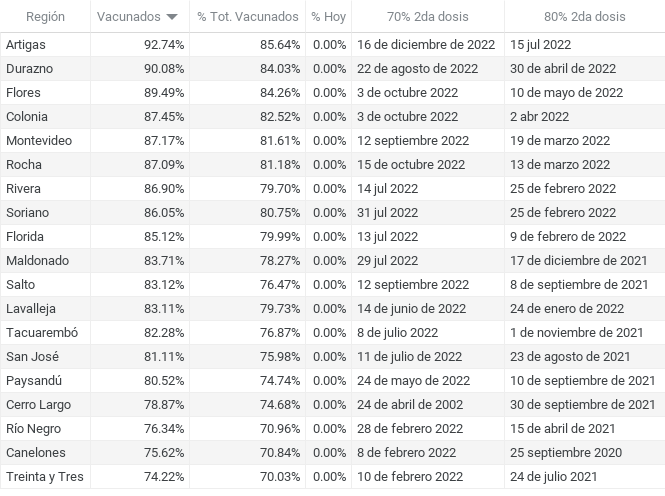 Región Vacunados % Tot. Vacunados % Hoy 70% 2da dosis 80% 2da dosis
Artigas 92.74% 85.64% 0.00% 16 de diciembre de 2022 15 jul 2022
Durazno 90.08% 84.03% 0.00% 22 de agosto de 2022 30 de abril de 2022
Flores 89.49% 84.26% 0.00% 3 de octubre 2022 10 de mayo de 2022
Colonia 87.45% 82.52% 0.00% 3 de octubre 2022 2 abr 2022
Montevideo 87.17% 81.61% 0.00% 12 septiembre 2022 19 de marzo 2022
Rocha 87.09% 81.18% 0.00% 15 de octubre 2022 13 de marzo 2022
Rivera 86.90% 79.70% 0.00% 14 jul 2022 25 de febrero 2022
Soriano 86.05% 80.75% 0.00% 31 jul 2022 25 de febrero 2022
Florida 85.12% 79.99% 0.00% 13 jul 2022 9 de febrero de 2022
Maldonado 83.71% 78.27% 0.00% 29 jul 2022 17 de diciembre de 2021
Salto 83.12% 76.47% 0.00% 12 septiembre 2022 8 de septiembre de 2021
Lavalleja 83.11% 79.73% 0.00% 14 de junio de 2022 24 de enero de 2022
Tacuarembó 82.28% 76.87% 0.00% 8 de julio 2022 1 de noviembre de 2021
San José 81.11% 75.98% 0.00% 11 de julio de 2022 23 de agosto de 2021
Paysandú 80.52% 74.74% 0.00% 24 de mayo de 2022 10 de septiembre de 2021
Cerro Largo 78.87% 74.68% 0.00% 24 de abril de 2002 30 de septiembre de 2021
Río Negro 76.34% 70.96% 0.00% 28 de febrero de 2022 15 de abril de 2021
Canelones 75.62% 70.84% 0.00% 8 de febrero de 2022 25 septiembre 2020
Treinta y Tres 74.22% 70.03% 0.00% 10 de febrero de 2022 24 de julio 2021